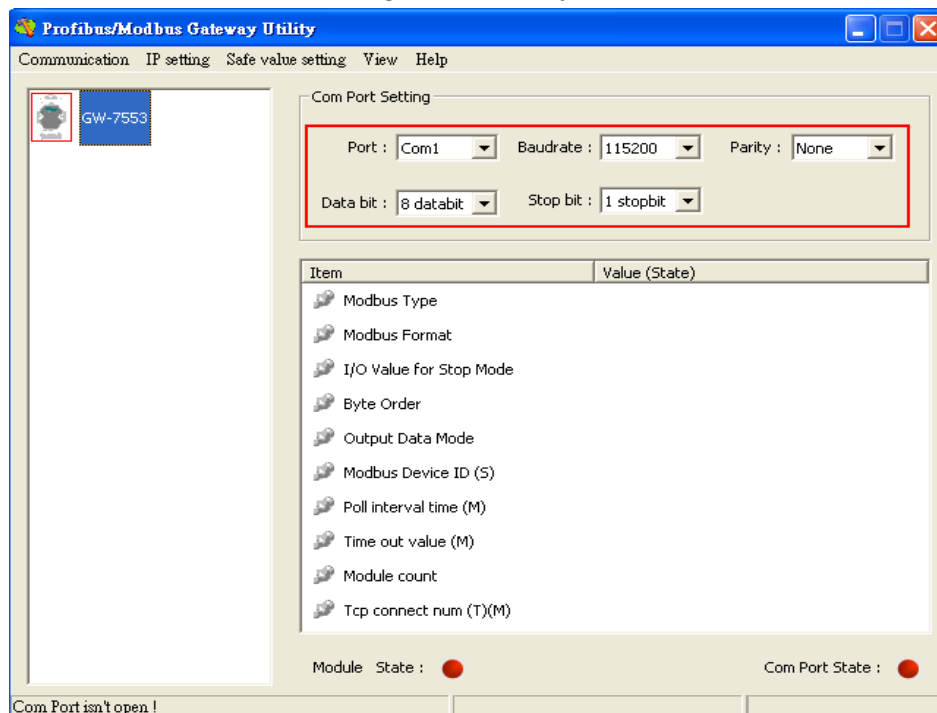 Profibus/Modbus Gateway Utility
Communication IP setting Safe value setting View Help
GW-7553
Com Port Setting
Port : Com1 Baudrate : 115200 Parity : None
Data bit : 8 databit Stop bit : 1 stopbit
Item Value (State)
Modbus Type
Modbus Format
I/O Value for Stop Mode
Byte Order
Output Data Mode
Modbus Device ID (S)
Poll interval time (M)
Time out value (M)
Module count
Tcp connect num (T)(M)
Module State : Com Port State :
Com Port isn't open !